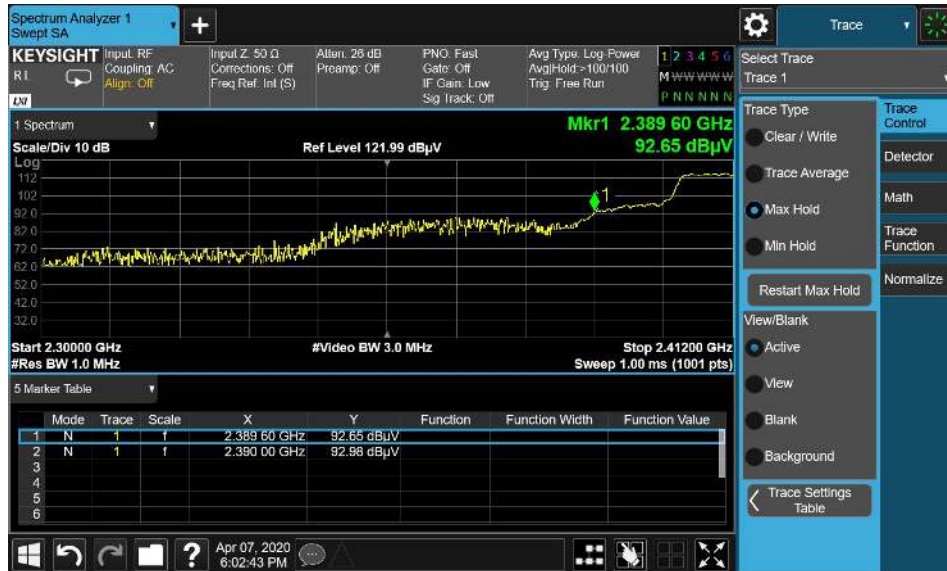 Spectrum Analyzer 1
Swept SA
+
Trace
KEYSIGHT
RL
LXI
Input: RF
Coupling: AC
Align: Off
Input Z: 50 Ω
Corrections: Off
Freq Ref: Int (S)
Atten: 26 dB
Preamp: Off
PNO: Fast
Gate: Off
IF Gain: Low
Sig Track: Off
Avg Type: Log-Power
Avg|Hold:>100/100
Trig: Free Run
1 2 3 4 5 6
M W W W W W
P N N N N N
Select Trace
Trace 1
1 Spectrum
Scale/Div 10 dB
Ref Level 121.99 dBµV
Mkr1 2.389 60 GHz
92.65 dBµV
Log
112
102
92.0
82.0
72.0
62.0
52.0
42.0
32.0
1
Start 2.30000 GHz
#Video BW 3.0 MHz
Stop 2.41200 GHz
#Res BW 1.0 MHz
Sweep 1.00 ms (1001 pts)
5 Marker Table
Mode Trace Scale X Y Function Function Width Function Value
1 N 1 f 2.389 60 GHz 92.65 dBµV
2 N 1 f 2.390 00 GHz 92.98 dBµV
3
4
5
6
Trace Type
Clear / Write
Trace Average
Max Hold
Min Hold
Restart Max Hold
View/Blank
Active
View
Blank
Background
Trace Settings
Table
Trace
Control
Detector
Math
Trace
Function
Normalize
?
Apr 07, 2020
6:02:43 PM